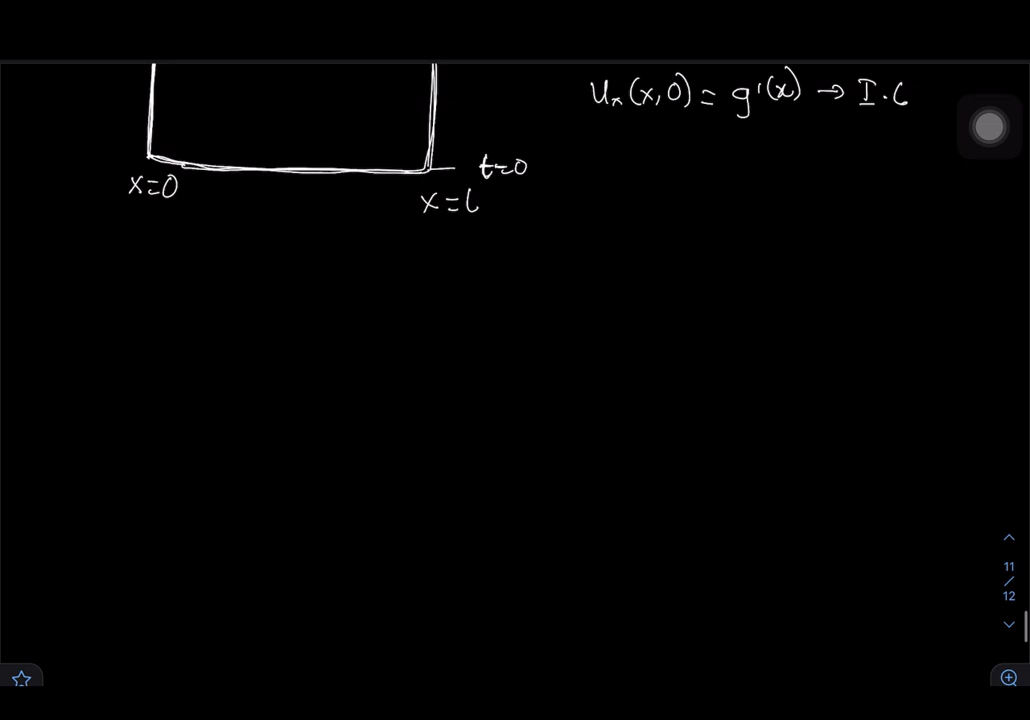 uₓ(x,0) = g'(x) → I.C
t=0
x=0
x=l
11
/
12